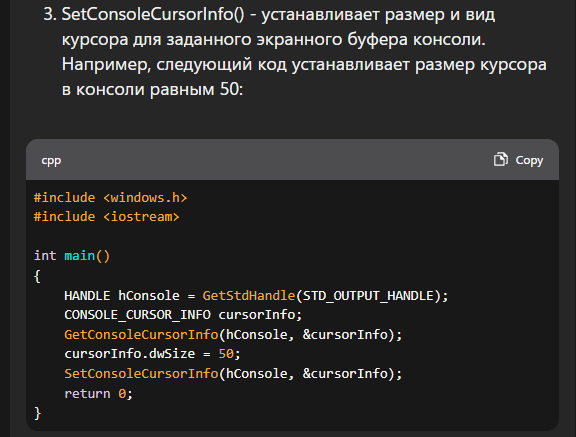 3. SetConsoleCursorInfo() - устанавливает размер и вид
курсора для заданного экранного буфера консоли.
Например, следующий код устанавливает размер курсора
в консоли равным 50:
cpp Copy
#include <windows.h>
#include <iostream>
int main()
{
    HANDLE hConsole = GetStdHandle(STD_OUTPUT_HANDLE);
    CONSOLE_CURSOR_INFO cursorInfo;
    GetConsoleCursorInfo(hConsole, &cursorInfo);
    cursorInfo.dwSize = 50;
    SetConsoleCursorInfo(hConsole, &cursorInfo);
    return 0;
}